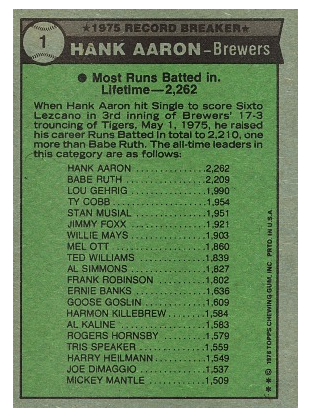 1
★1975 RECORD BREAKER★
HANK AARON–Brewers
● Most Runs Batted in.
Lifetime—2,262
When Hank Aaron hit Single to score Sixto
Lezcano in 3rd inning of Brewers' 17-3
trouncing of Tigers, May 1, 1975, he raised
his career Runs Batted in total to 2,210, one
more than Babe Ruth. The all-time leaders in
this category are as follows:
HANK AARON..............2,262
BABE RUTH................2,209
LOU GEHRIG...............1,990
TY COBB..................1,954
STAN MUSIAL..............1,951
JIMMY FOXX...............1,921
WILLIE MAYS..............1,903
MEL OTT..................1,860
TED WILLIAMS.............1,839
AL SIMMONS...............1,827
FRANK ROBINSON...........1,802
ERNIE BANKS..............1,636
GOOSE GOSLIN.............1,609
HARMON KILLEBREW.........1,584
AL KALINE................1,583
ROGERS HORNSBY...........1,579
TRIS SPEAKER.............1,559
HARRY HEILMANN...........1,549
JOE DiMAGGIO.............1,537
MICKEY MANTLE............1,509
★★ © 1976 TOPPS CHEWING GUM, INC. PRTD. IN U.S.A.